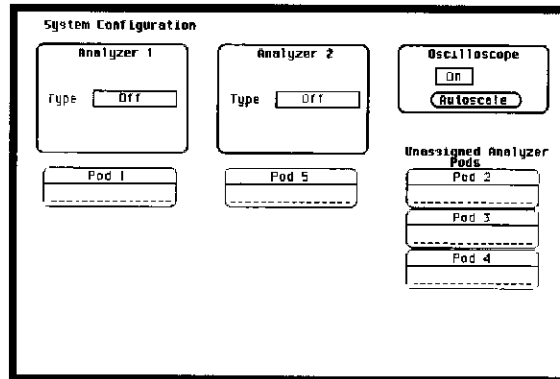 System Configuration
Analyzer 1
Type Off
Analyzer 2
Type Off
Oscilloscope
On
Autoscale
Pod 1
Pod 5
Unassigned Analyzer
Pods
Pod 2
Pod 3
Pod 4